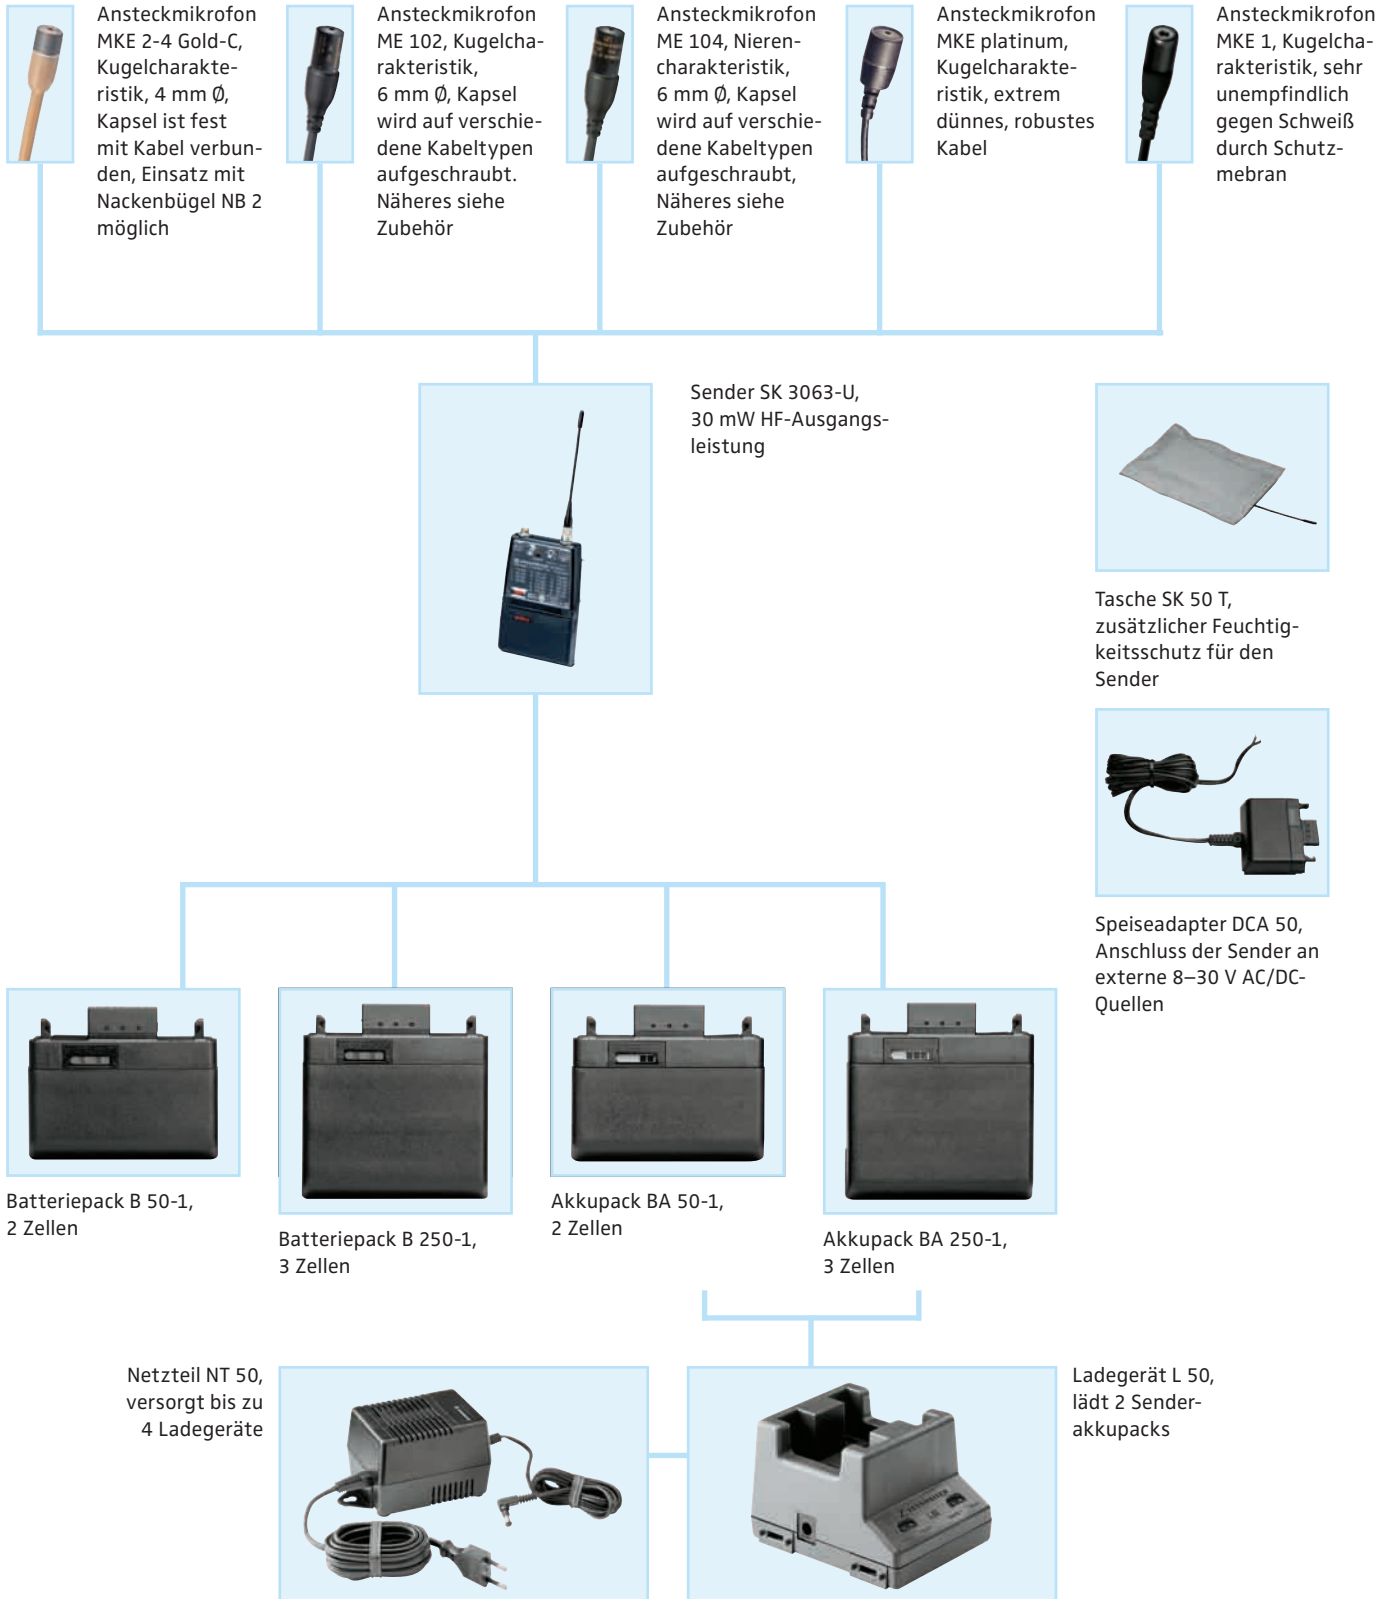 Ansteckmikrofon
MKE 2-4 Gold-C,
Kugelcharakte-
ristik, 4 mm Ø,
Kapsel ist fest
mit Kabel verbun-
den, Einsatz mit
Nackenbügel NB 2
möglich
Ansteckmikrofon
ME 102, Kugelcha-
rakteristik,
6 mm Ø, Kapsel
wird auf verschie-
dene Kabeltypen
aufgeschraubt.
Näheres siehe
Zubehör
Ansteckmikrofon
ME 104, Nieren-
charakteristik,
6 mm Ø, Kapsel
wird auf verschie-
dene Kabeltypen
aufgeschraubt,
Näheres siehe
Zubehör
Ansteckmikrofon
MKE platinum,
Kugelcharakte-
ristik, extrem
dünnes, robustes
Kabel
Ansteckmikrofon
MKE 1, Kugelcha-
rakteristik, sehr
unempfindlich
gegen Schweiß
durch Schutz-
mebran
Sender SK 3063-U,
30 mW HF-Ausgangs-
leistung
Tasche SK 50 T,
zusätzlicher Feuchtig-
keitsschutz für den
Sender
Speiseadapter DCA 50,
Anschluss der Sender an
externe 8–30 V AC/DC-
Quellen
Batteriepack B 50-1,
2 Zellen
Batteriepack B 250-1,
3 Zellen
Akkupack BA 50-1,
2 Zellen
Akkupack BA 250-1,
3 Zellen
Netzteil NT 50,
versorgt bis zu
4 Ladegeräte
Ladegerät L 50,
lädt 2 Sender-
akkupacks